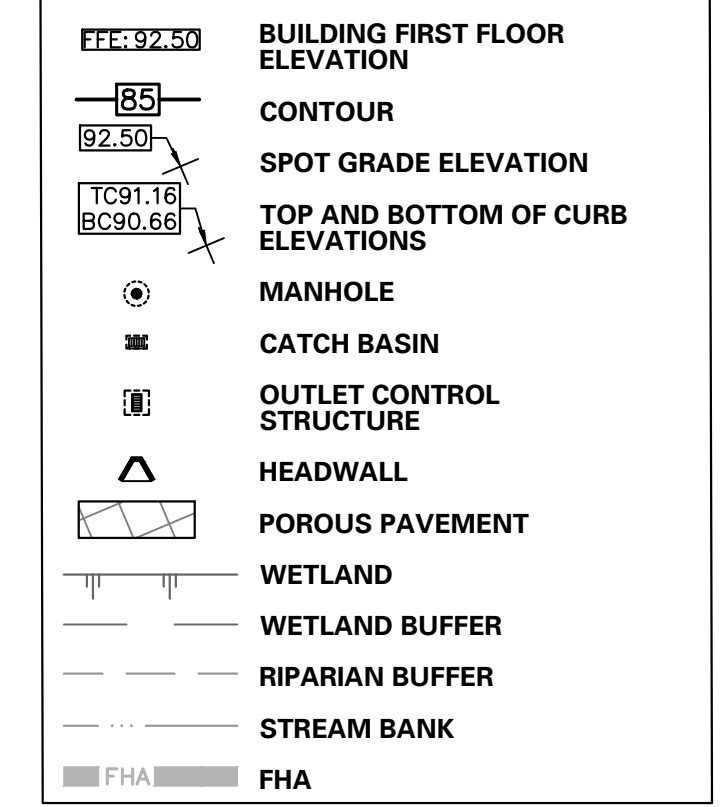 FFE: 92.50 BUILDING FIRST FLOOR
ELEVATION
85 CONTOUR
92.50 SPOT GRADE ELEVATION
TC91.16
BC90.66
TOP AND BOTTOM OF CURB
ELEVATIONS
MANHOLE
CATCH BASIN
OUTLET CONTROL
STRUCTURE
HEADWALL
POROUS PAVEMENT
WETLAND
WETLAND BUFFER
RIPARIAN BUFFER
STREAM BANK
FHA FHA